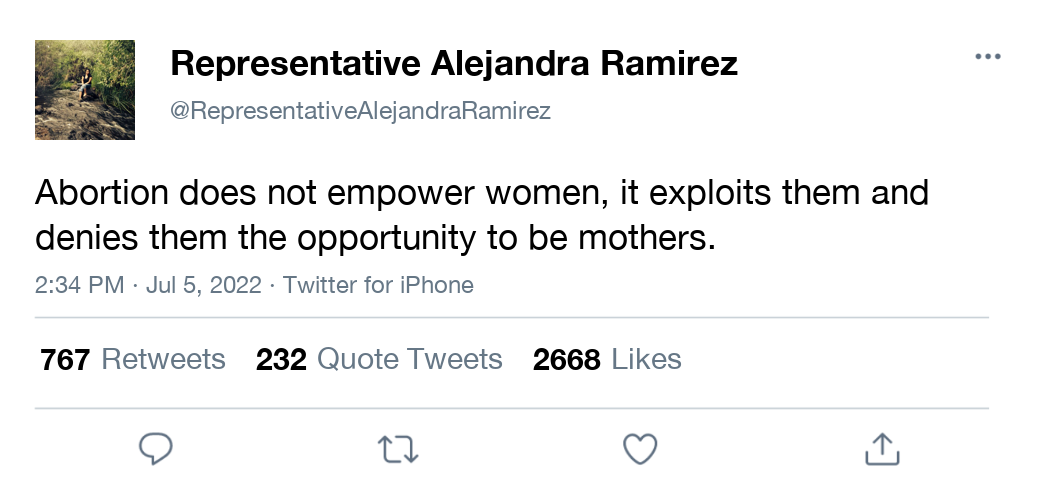 Representative Alejandra Ramirez
@RepresentativeAlejandraRamirez
Abortion does not empower women, it exploits them and
denies them the opportunity to be mothers.
2:34 PM · Jul 5, 2022 · Twitter for iPhone
767 Retweets 232 Quote Tweets 2668 Likes